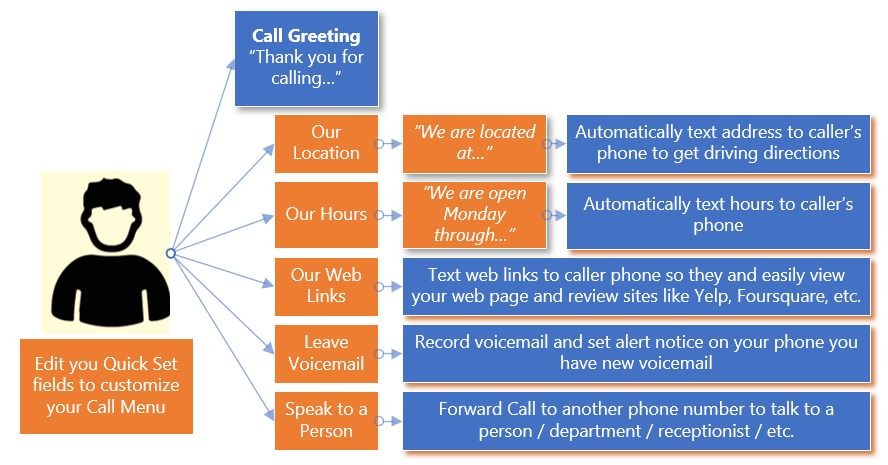 Call Greeting
“Thank you for
calling…”
Our
Location
“We are located
at…”
Automatically text address to caller’s
phone to get driving directions
Our Hours
“We are open
Monday
through…”
Automatically text hours to caller’s
phone
Our Web
Links
Text web links to caller phone so they and easily view
your web page and review sites like Yelp, Foursquare, etc.
Leave
Voicemail
Record voicemail and set alert notice on your phone you
have new voicemail
Speak to a
Person
Forward Call to another phone number to talk to a
person / department / receptionist / etc.
Edit you Quick Set
fields to customize
your Call Menu